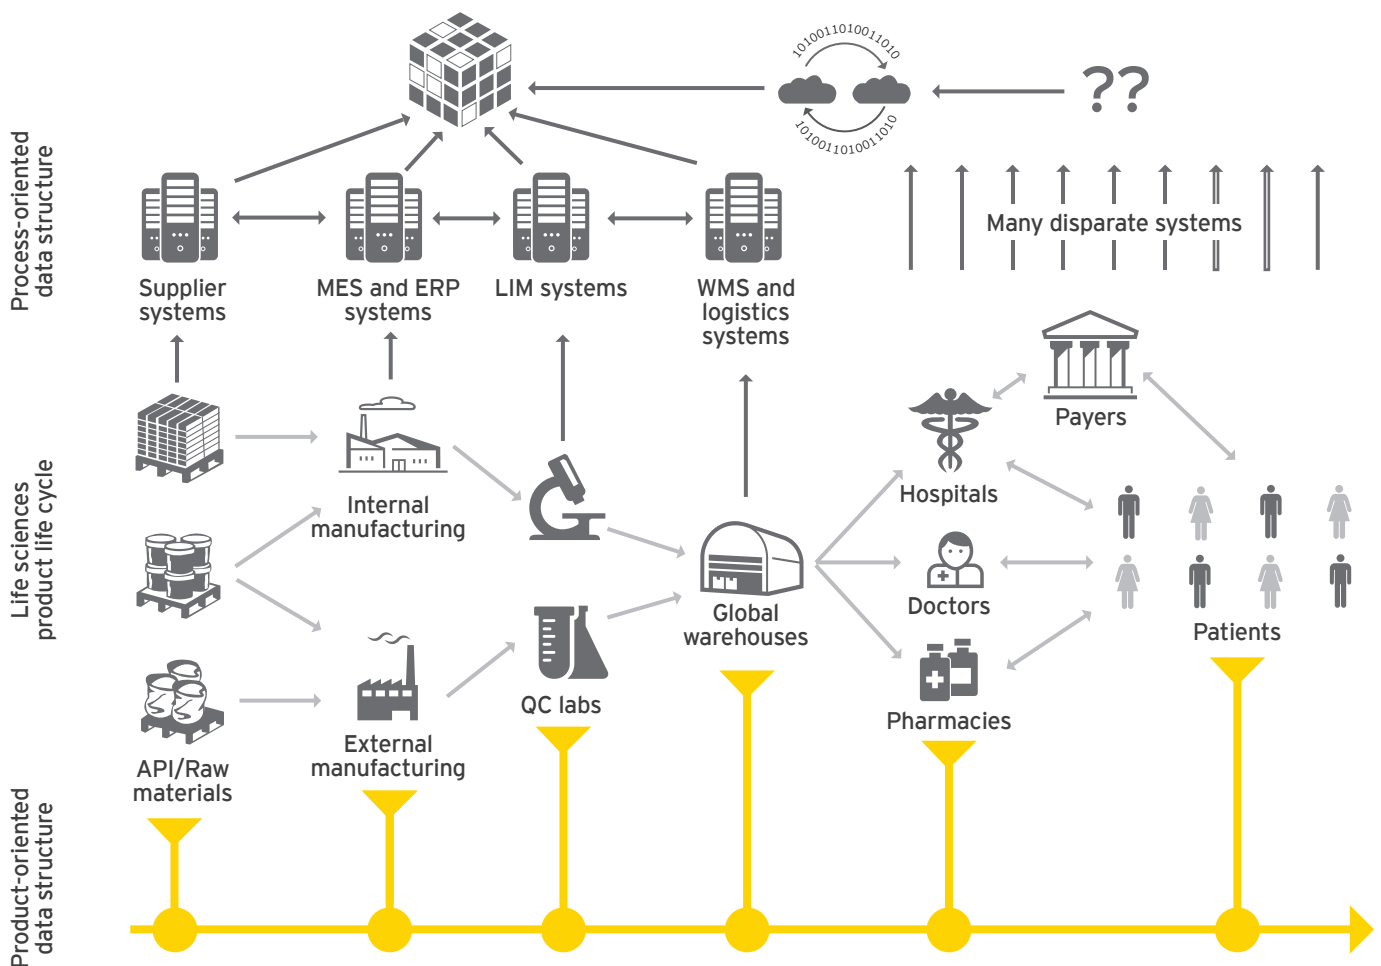 1010011010011010
1010011010011010
??
Process-oriented
data structure
Many disparate systems
Supplier
systems
MES and ERP
systems
LIM systems
WMS and
logistics
systems
Life sciences
product life cycle
Payers
Hospitals
Internal
manufacturing
Doctors
Global
warehouses
Patients
QC labs
Pharmacies
External
manufacturing
API/Raw
materials
Product-oriented
data structure